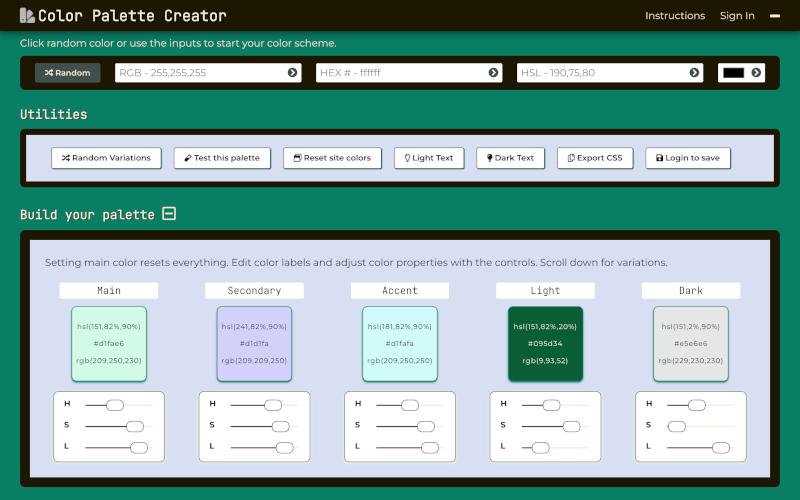 Color Palette Creator
Instructions
Sign In
Click random color or use the inputs to start your color scheme.
Random
RGB - 255,255,255
HEX # - ffffff
HSL - 190,75,80
Utilities
Random Variations
Test this palette
Reset site colors
Light Text
Dark Text
Export CSS
Login to save
Build your palette
Setting main color resets everything. Edit color labels and adjust color properties with the controls. Scroll down for variations.
Main
hsl(151,82%,90%)
#d1fae6
rgb(209,250,230)
H
S
L
Secondary
hsl(241,82%,90%)
#d1d1fa
rgb(209,209,250)
H
S
L
Accent
hsl(181,82%,90%)
#d1fafa
rgb(209,250,250)
H
S
L
Light
hsl(151,82%,20%)
#095d34
rgb(9,93,52)
H
S
L
Dark
hsl(151,2%,90%)
#e5e6e6
rgb(229,230,230)
H
S
L